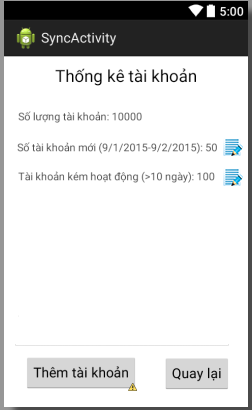 5:00
SyncActivity
Thống kê tài khoản
Số lượng tài khoản: 10000
Số tài khoản mới (9/1/2015-9/2/2015): 50
Tài khoản kém hoạt động (>10 ngày): 100
Thêm tài khoản
Quay lại